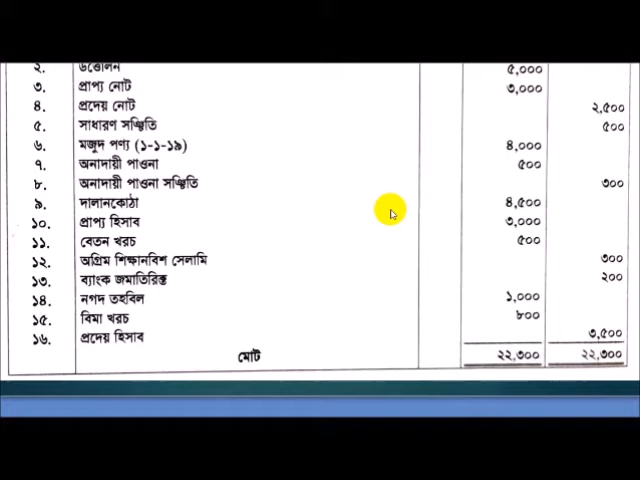 ২. উত্তোলন ৫,০০০
৩. প্রাপ্য নোট ৩,০০০
৪. প্রদেয় নোট ২,৫০০
৫. সাধারণ সঞ্চিতি ৫০০
৬. মজুদ পণ্য (১-১-১৯) ৪,০০০
৭. অনাদায়ী পাওনা ৫০০
৮. অনাদায়ী পাওনা সঞ্চিতি ৩০০
৯. দালানকোঠা ৪,৫০০
১০. প্রাপ্য হিসাব ৩,০০০
১১. বেতন খরচ ৫০০
১২. অগ্রিম শিক্ষানবিশ সেলামি ৩০০
১৩. ব্যাংক জমাতিরিক্ত ২০০
১৪. নগদ তহবিল ১,০০০
১৫. বিমা খরচ ৮০০
১৬. প্রদেয় হিসাব ৩,৫০০
মোট ২২,৩০০ ২২,৩০০